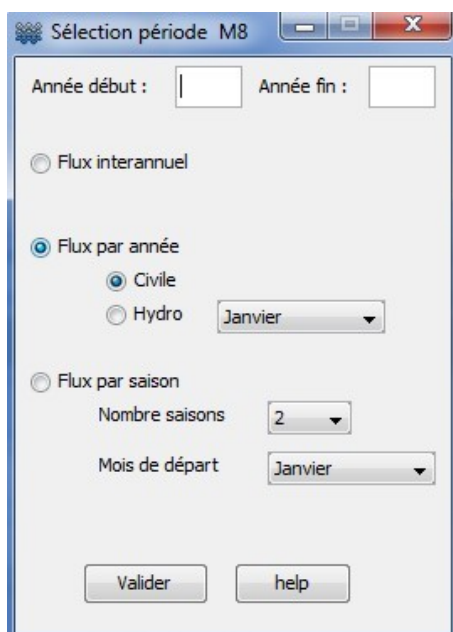 Sélection période M8
Année début : Année fin :
Flux interannuel
Flux par année
Civile
Hydro Janvier
Flux par saison
Nombre saisons 2
Mois de départ Janvier
Valider help